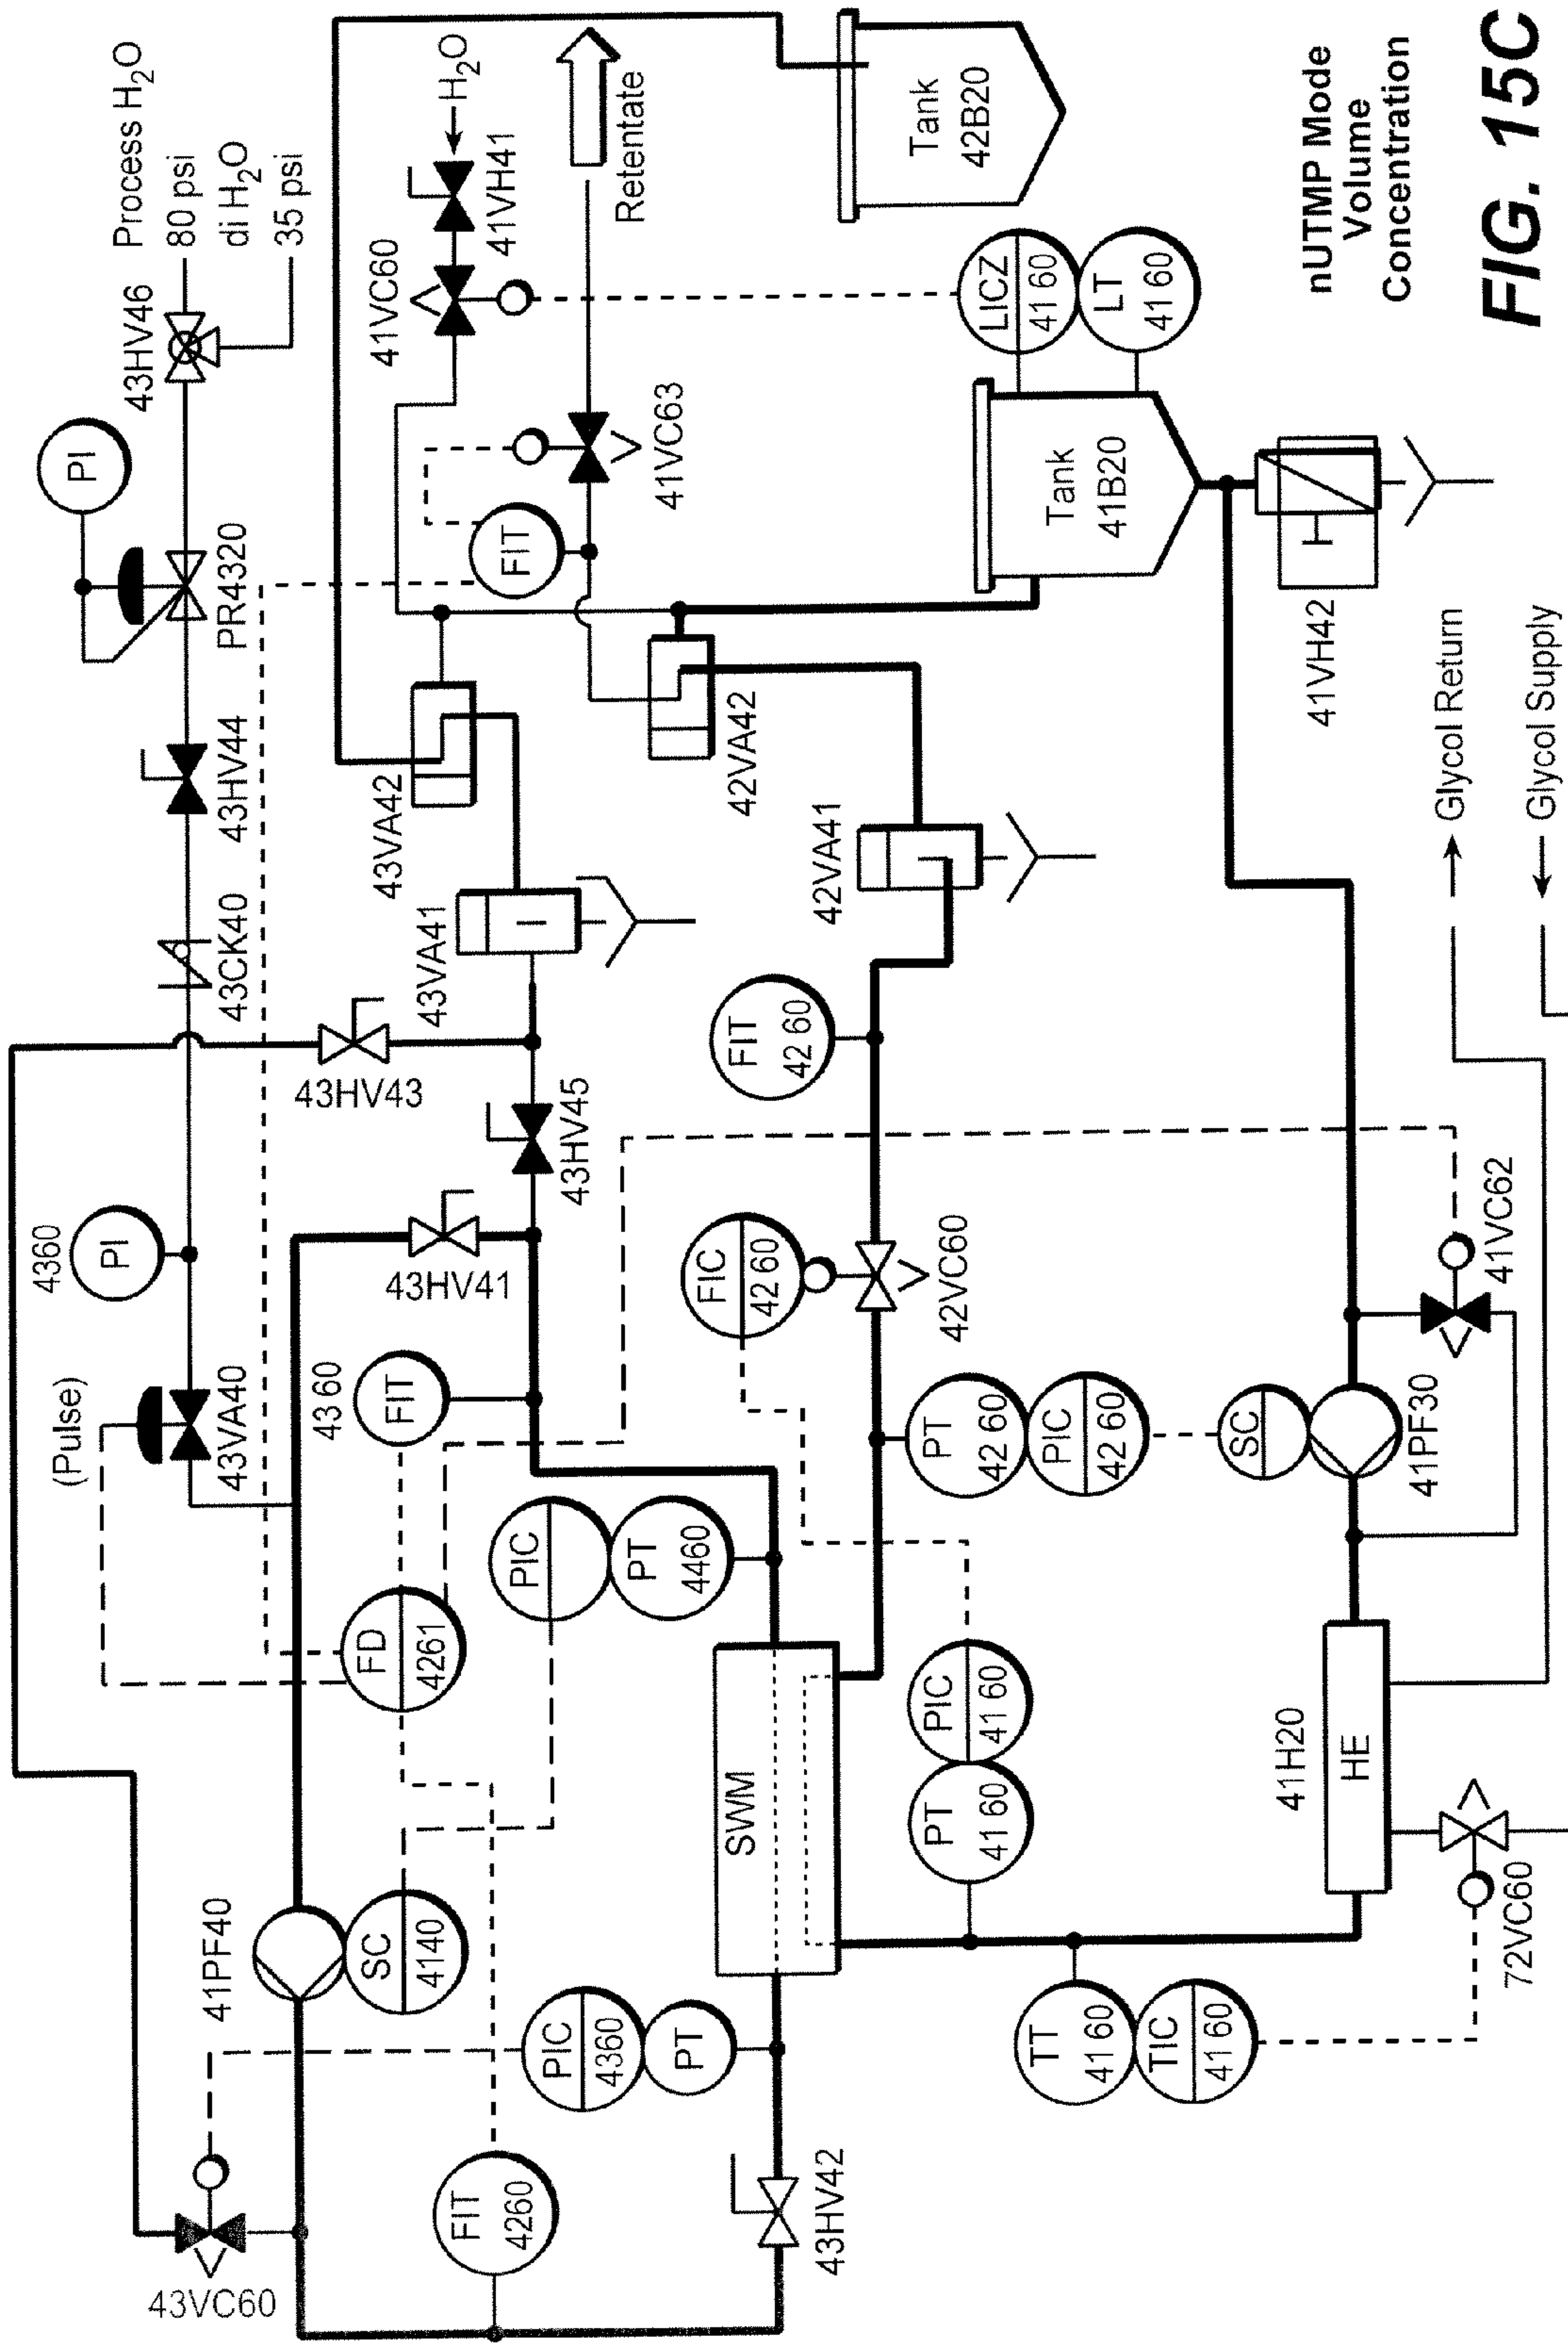 Process H₂O
80 psi
di H₂O
35 psi
43HV46
PI
PR4320
43HV44
43CK40
4360
PI
(Pulse)
43VA40
H₂O
41VH41
41VC60
Retentate
41VC63
FIT
43VA42
42VA42
43VA41
42VA41
Tank
42B20
LICZ
41 60
LT
41 60
Tank
41B20
H
41VH42
43HV43
43HV45
43HV41
43 60
FIT
FD
4261
FIT
42 60
FIC
42 60
42VC60
PIC
PT
4460
PT
42 60
PIC
42 60
SC
41PF30
41VC62
41PF40
SC
4140
SWM
PIC
41 60
PT
41 60
41H20
HE
Glycol Return
Glycol Supply
72VC60
TT
41 60
TIC
41 60
PIC
4360
PT
43HV42
FIT
4260
43VC60
nUTMP Mode
Volume
Concentration
FIG. 15C